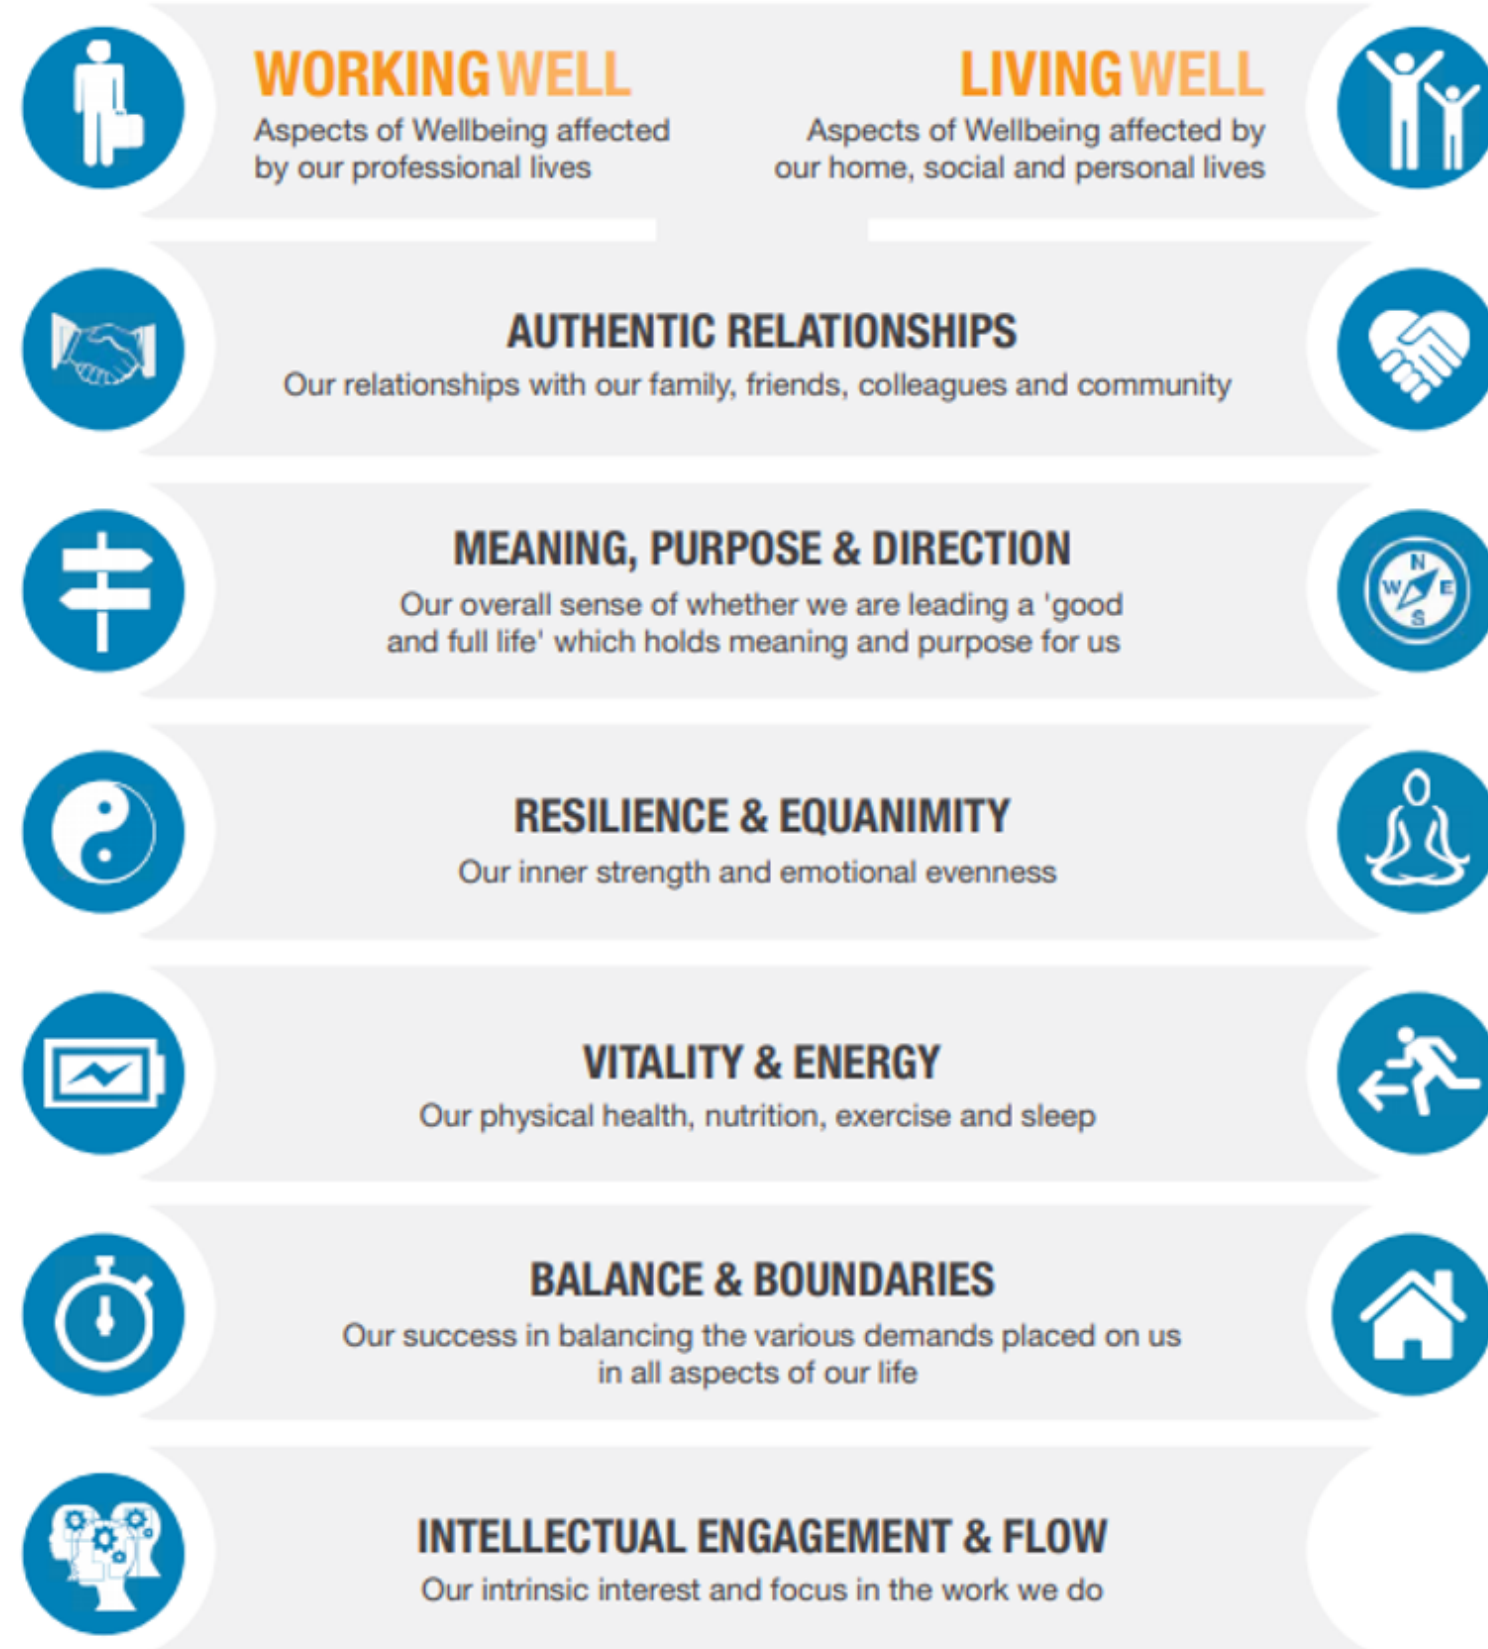 WORKING WELL
Aspects of Wellbeing affected
by our professional lives
LIVING WELL
Aspects of Wellbeing affected by
our home, social and personal lives
AUTHENTIC RELATIONSHIPS
Our relationships with our family, friends, colleagues and community
MEANING, PURPOSE & DIRECTION
Our overall sense of whether we are leading a 'good
and full life' which holds meaning and purpose for us
N
W E
S
RESILIENCE & EQUANIMITY
Our inner strength and emotional evenness
VITALITY & ENERGY
Our physical health, nutrition, exercise and sleep
BALANCE & BOUNDARIES
Our success in balancing the various demands placed on us
in all aspects of our life
INTELLECTUAL ENGAGEMENT & FLOW
Our intrinsic interest and focus in the work we do